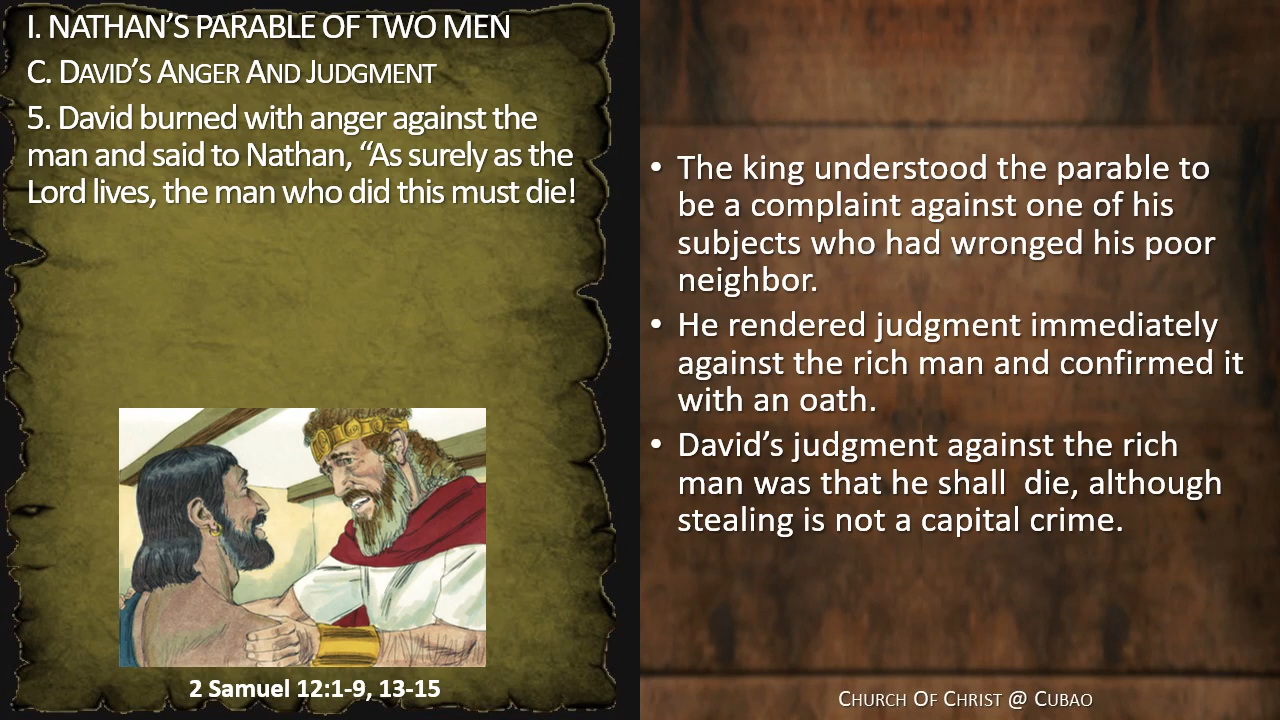 I. NATHAN’S PARABLE OF TWO MEN
C. DAVID’S ANGER AND JUDGMENT
5. David burned with anger against the
man and said to Nathan, “As surely as the
Lord lives, the man who did this must die!
2 Samuel 12:1-9, 13-15
• The king understood the parable to
be a complaint against one of his
subjects who had wronged his poor
neighbor.
• He rendered judgment immediately
against the rich man and confirmed it
with an oath.
• David’s judgment against the rich
man was that he shall  die, although
stealing is not a capital crime.
CHURCH OF CHRIST @ CUBAO